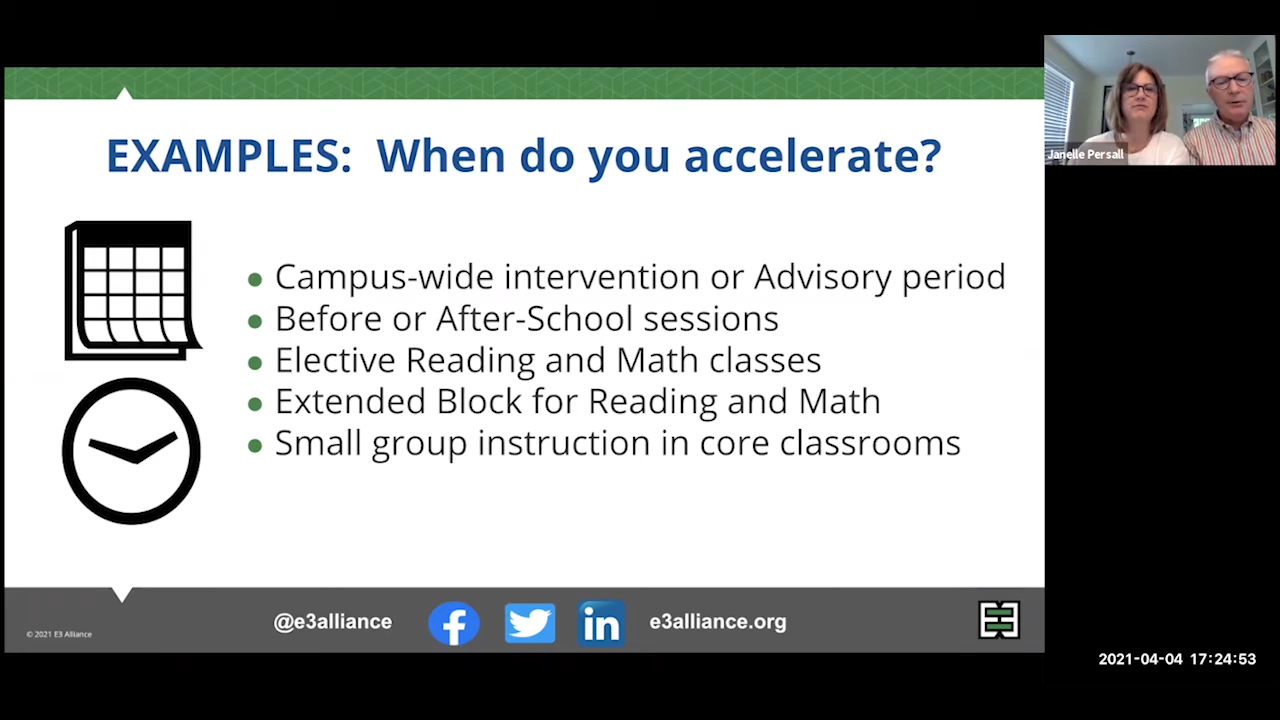 EXAMPLES: When do you accelerate?
Campus-wide intervention or Advisory period
Before or After-School sessions
Elective Reading and Math classes
Extended Block for Reading and Math
Small group instruction in core classrooms
© 2021 E3 Alliance
@e3alliance
e3alliance.org
Janelle Persall
2021-04-04 17:24:53